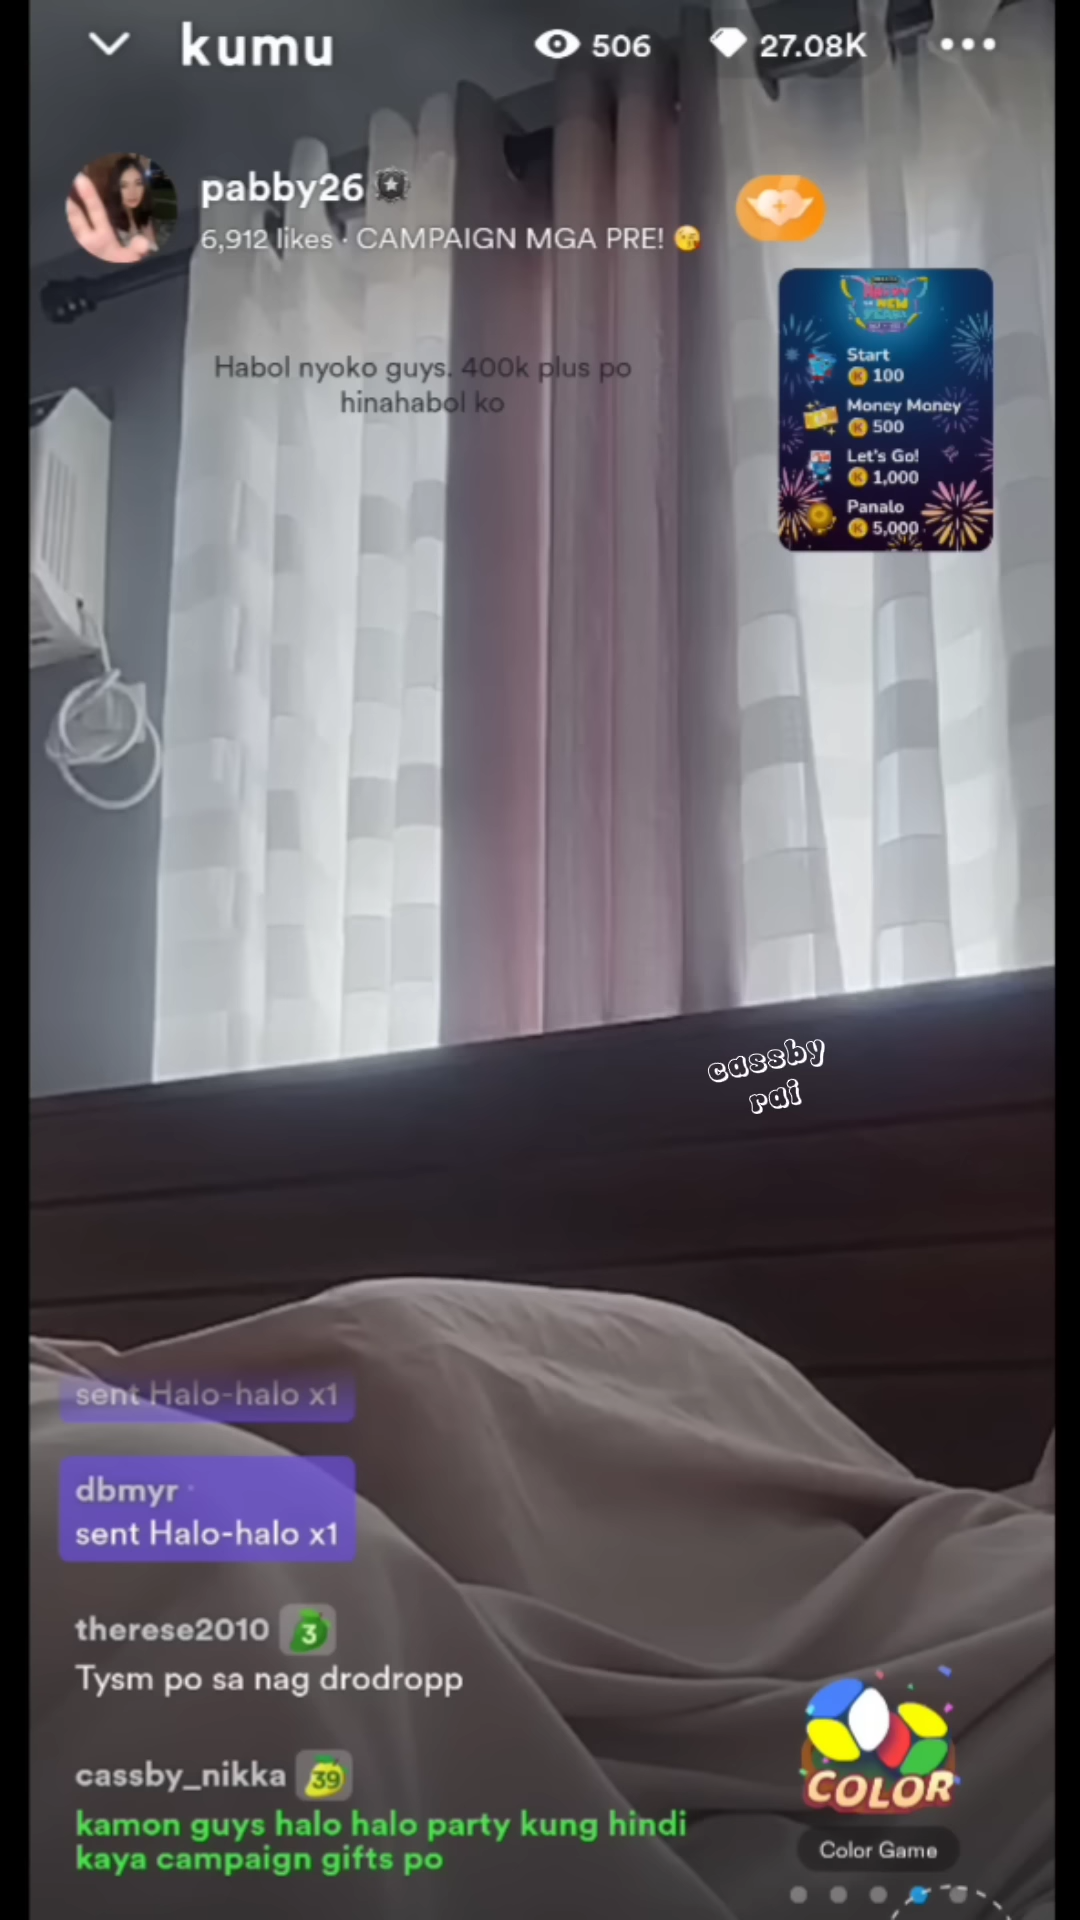 kumu 506 27.08K
pabby26
6,912 likes · CAMPAIGN MGA PRE! 😘
Habol nyoko guys. 400k plus po
hinahabol ko
Start
K 100
Money Money
K 500
Let's Go!
K 1,000
Panalo
K 5,000
cassby
rai
sent Halo-halo x1
dbmyr
sent Halo-halo x1
therese2010 3
Tysm po sa nag drodropp
cassby_nikka 39
kamon guys halo halo party kung hindi
kaya campaign gifts po
COLOR
Color Game